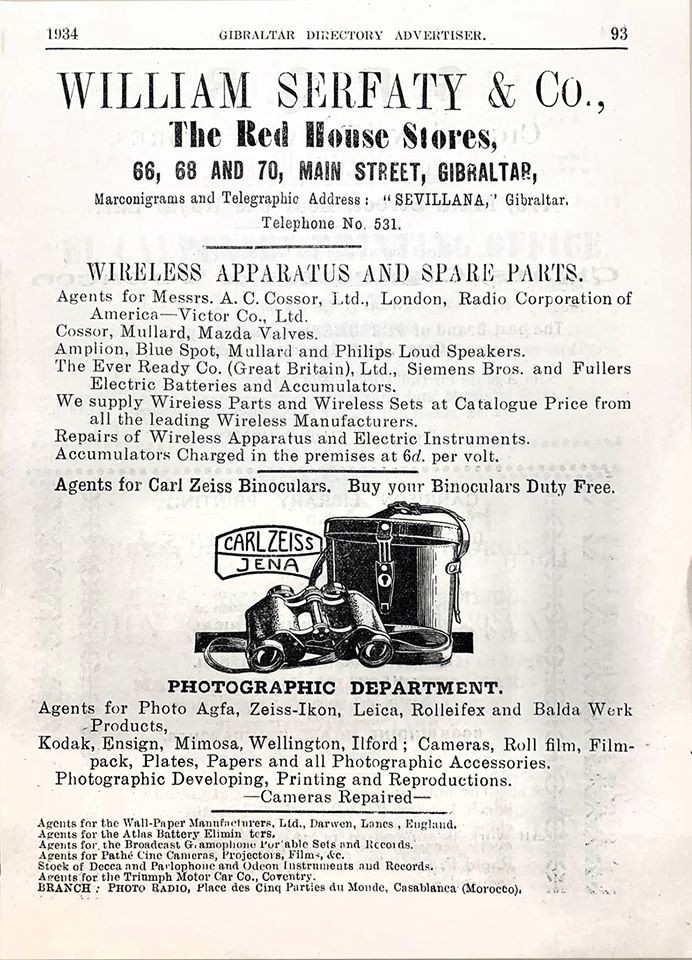 1934 GIBRALTAR DIRECTORY ADVERTISER. 93
WILLIAM SERFATY & Co.,
The Red House Stores,
66, 68 AND 70, MAIN STREET, GIBRALTAR,
Marconigrams and Telegraphic Address: "SEVILLANA," Gibraltar.
Telephone No. 531.
WIRELESS APPARATUS AND SPARE PARTS.
Agents for Messrs. A. C. Cossor, Ltd., London, Radio Corporation of
America—Victor Co., Ltd.
Cossor, Mullard, Mazda Valves.
Amplion, Blue Spot, Mullard and Philips Loud Speakers.
The Ever Ready Co. (Great Britain), Ltd., Siemens Bros. and Fullers
Electric Batteries and Accumulators.
We supply Wireless Parts and Wireless Sets at Catalogue Price from
all the leading Wireless Manufacturers.
Repairs of Wireless Apparatus and Electric Instruments.
Accumulators Charged in the premises at 6d. per volt.
Agents for Carl Zeiss Binoculars. Buy your Binoculars Duty Free.
CARL ZEISS
JENA
PHOTOGRAPHIC DEPARTMENT.
Agents for Photo Agfa, Zeiss-Ikon, Leica, Rolleifex and Balda Werk
Products,
Kodak, Ensign, Mimosa, Wellington, Ilford; Cameras, Roll film, Film-
pack, Plates, Papers and all Photographic Accessories.
Photographic Developing, Printing and Reproductions.
—Cameras Repaired—
Agents for the Wall-Paper Manufacturers, Ltd., Darwen, Lancs, England.
Agents for the Atlas Battery Elimin tcrs.
Agents for the Broadcast Gramophone Portable Sets and Records.
Agents for Pathé Cine Cameras, Projectors, Films, &c.
Stock of Decca and Parlophone and Odeon Instruments and Records.
Agents for the Triumph Motor Car Co., Coventry.
BRANCH: PHOTO RADIO, Place des Cinq Parties du Monde, Casablanca (Morocco).